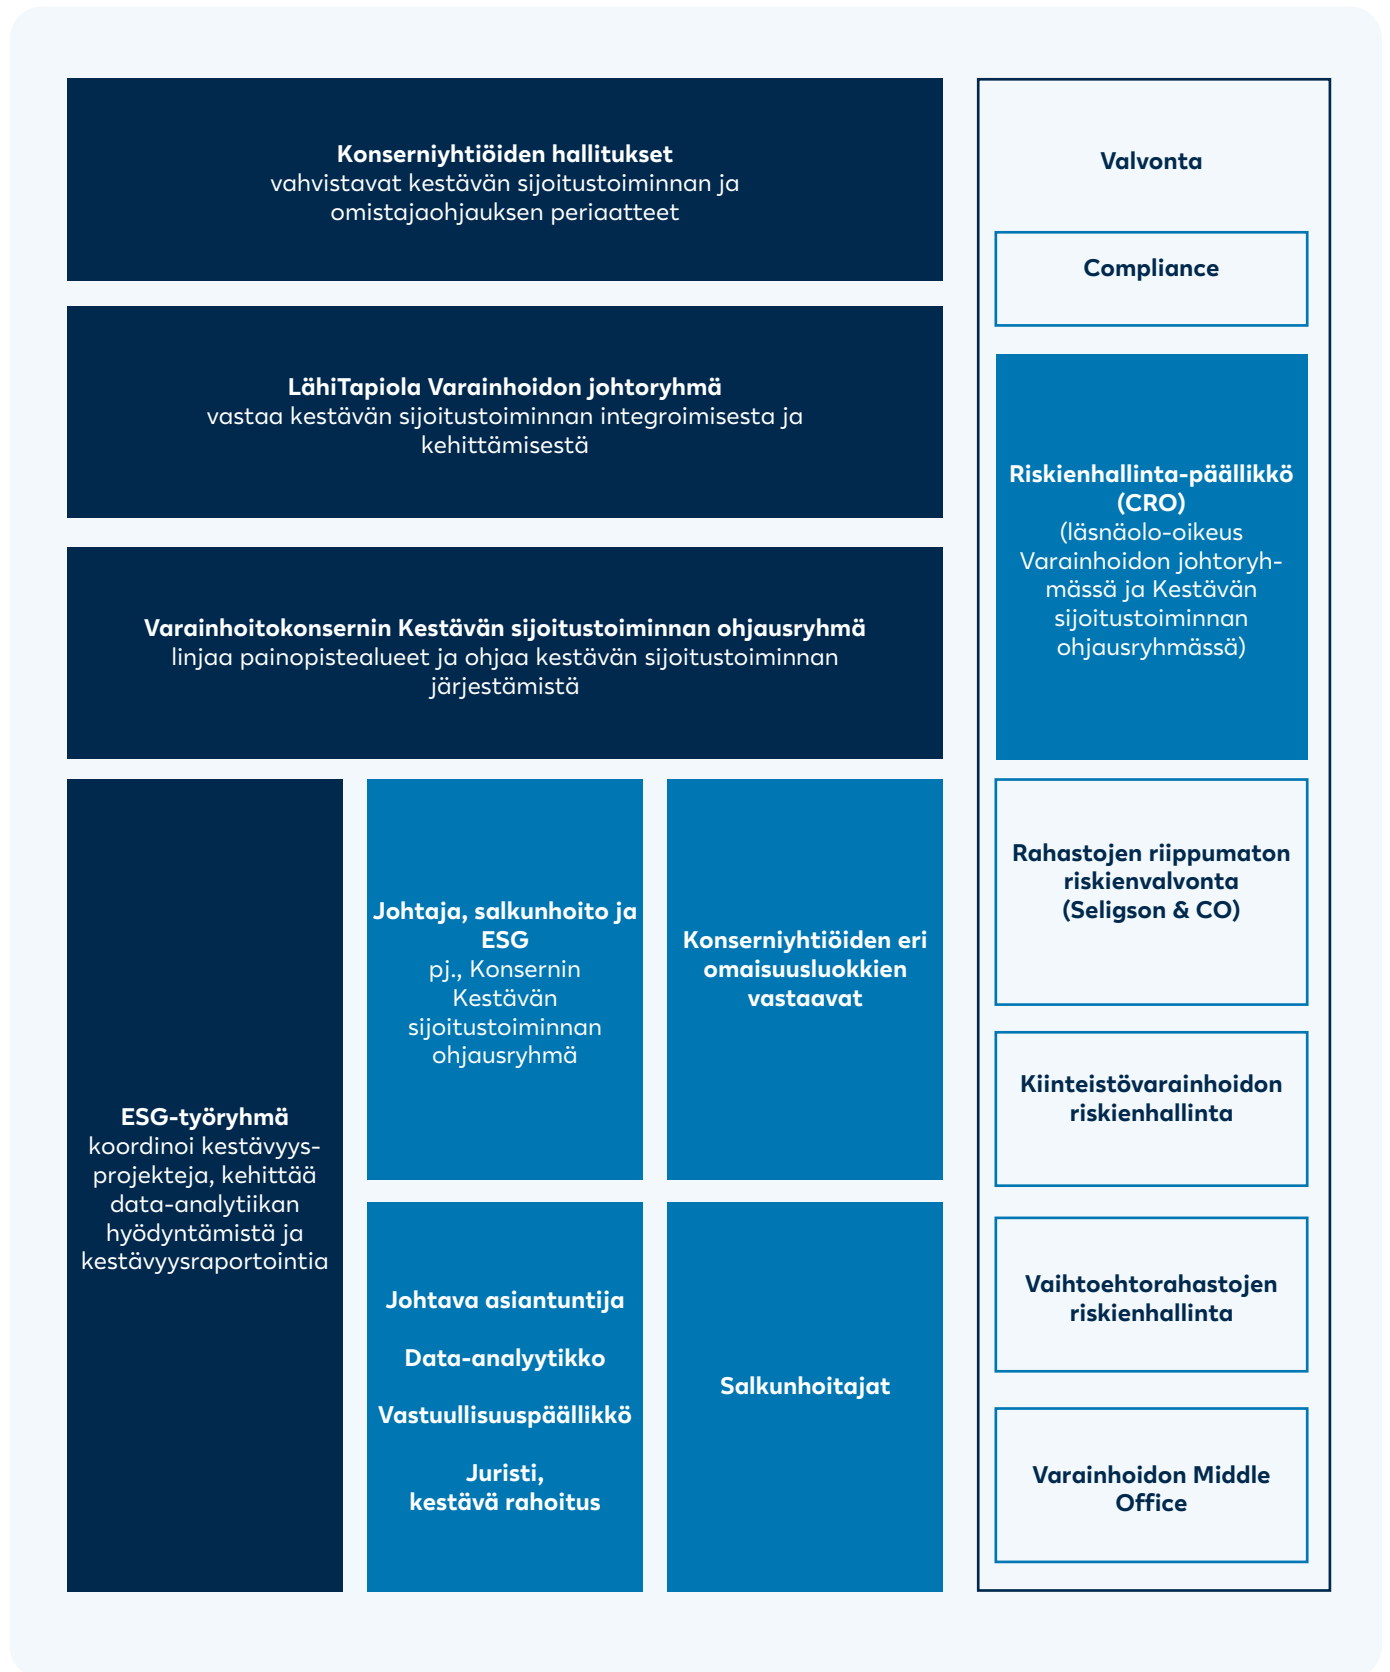 Konserniyhtiöiden hallitukset
vahvistavat kestävän sijoitustoiminnan ja
omistajaohjauksen periaatteet
LähiTapiola Varainhoidon johtoryhmä
vastaa kestävän sijoitustoiminnan integroimisesta ja
kehittämisestä
Varainhoitokonsernin Kestävän sijoitustoiminnan ohjausryhmä
linjaa painopistealueet ja ohjaa kestävän sijoitustoiminnan
järjestämistä
ESG-työryhmä
koordinoi kestävyys-
projekteja, kehittää
data-analytiikan
hyödyntämistä ja
kestävyysraportointia
Johtaja, salkunhoito ja
ESG
pj., Konsernin
Kestävän
sijoitustoiminnan
ohjausryhmä
Konserniyhtiöiden eri
omaisuusluokkien
vastaavat
Johtava asiantuntija
Data-analyytikko
Vastuullisuuspäällikkö
Juristi,
kestävä rahoitus
Salkunhoitajat
Valvonta
Compliance
Riskienhallinta-päällikkö
(CRO)
(läsnäolo-oikeus
Varainhoidon johtoryh-
mässä ja Kestävän
sijoitustoiminnan
ohjausryhmässä)
Rahastojen riippumaton
riskienvalvonta
(Seligson & CO)
Kiinteistövarainhoidon
riskienhallinta
Vaihtoehtorahastojen
riskienhallinta
Varainhoidon Middle
Office